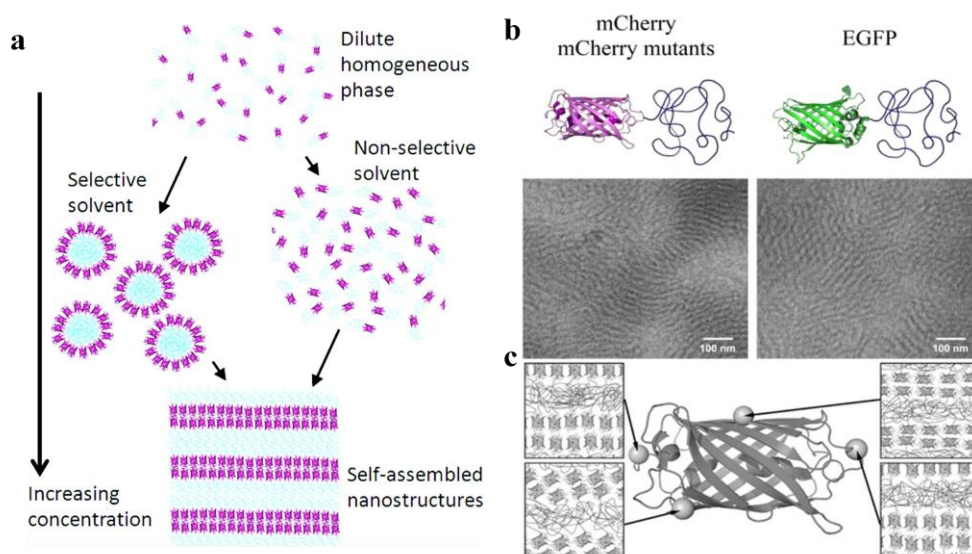 a
Dilute
homogeneous
phase
Selective
solvent
Non-selective
solvent
Increasing
concentration
Self-assembled
nanostructures
b
mCherry
mCherry mutants
EGFP
100 nm
100 nm
c